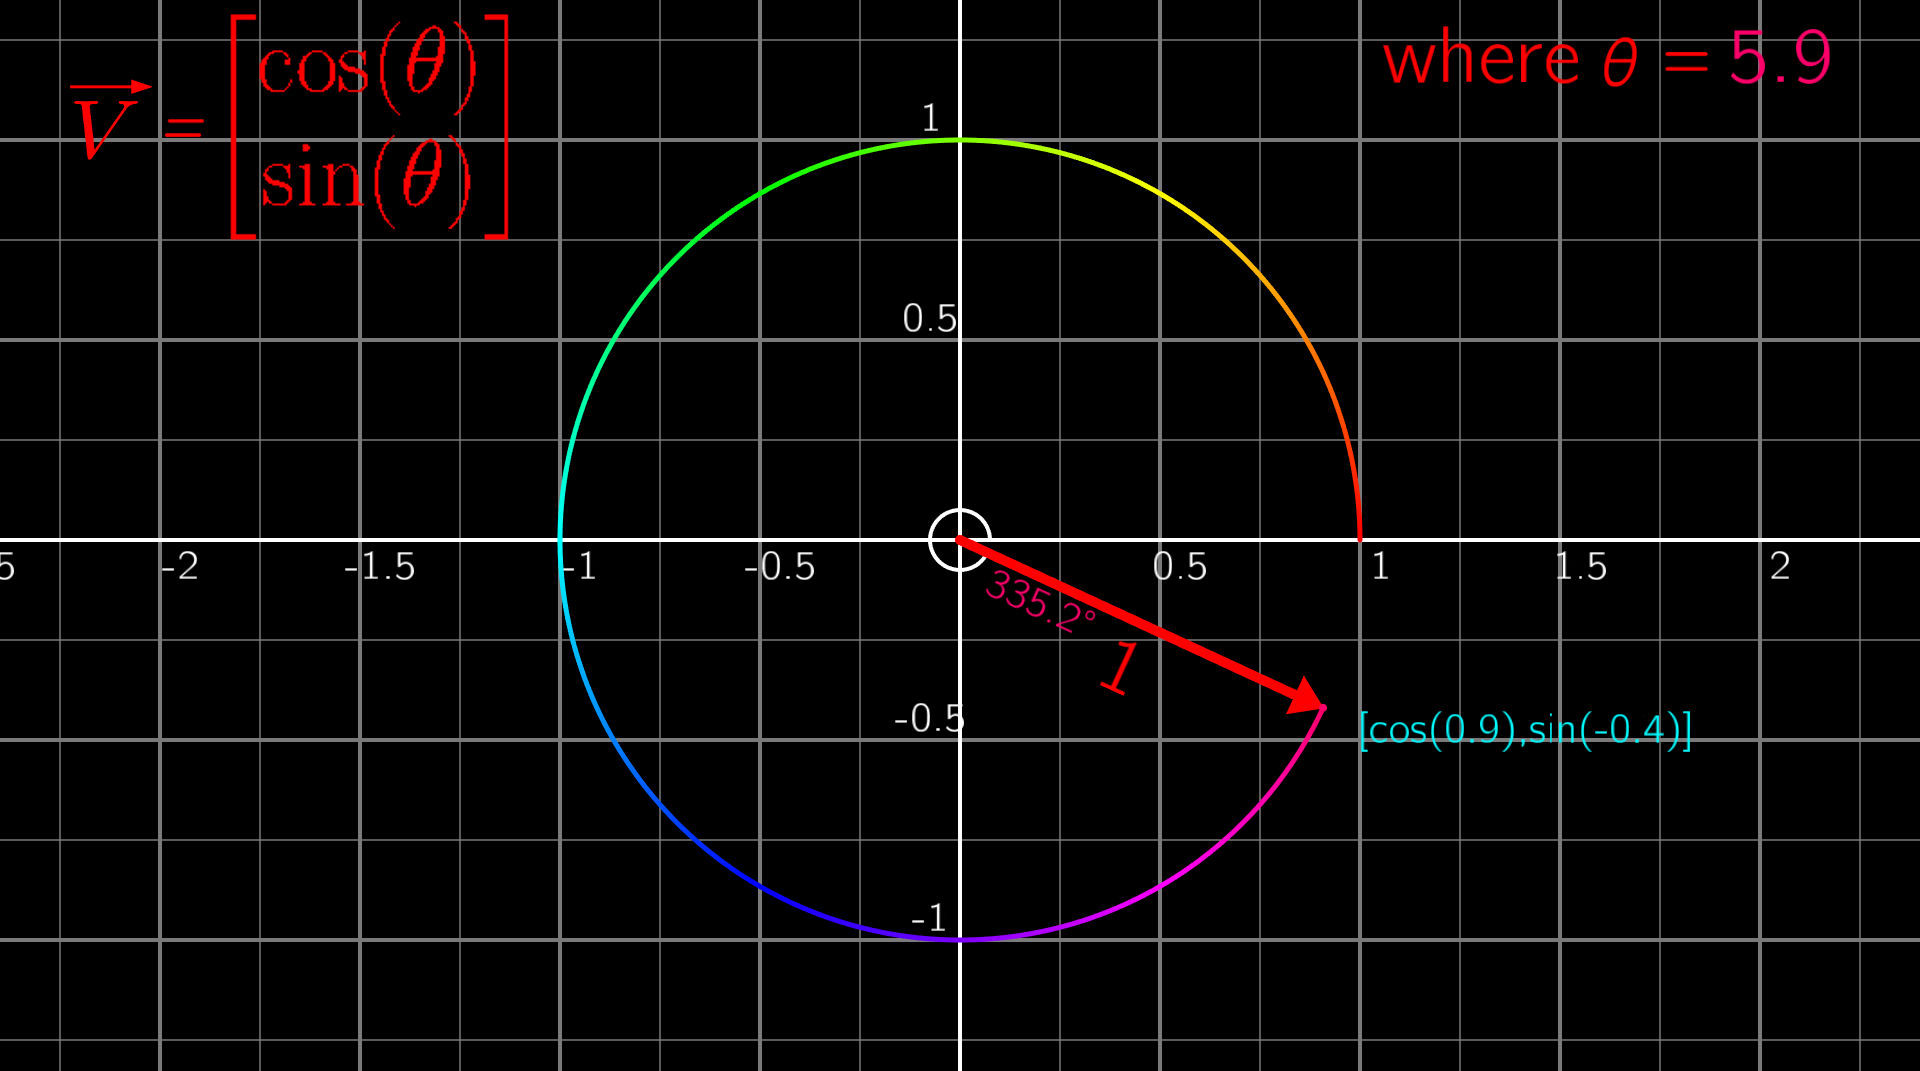 V = [cos(θ)
sin(θ)]
where θ = 5.9
1
0.5
5 -2 -1.5 -1 -0.5 0.5 1 1.5 2
335.2°
1
-0.5
[cos(0.9),sin(-0.4)]
-1